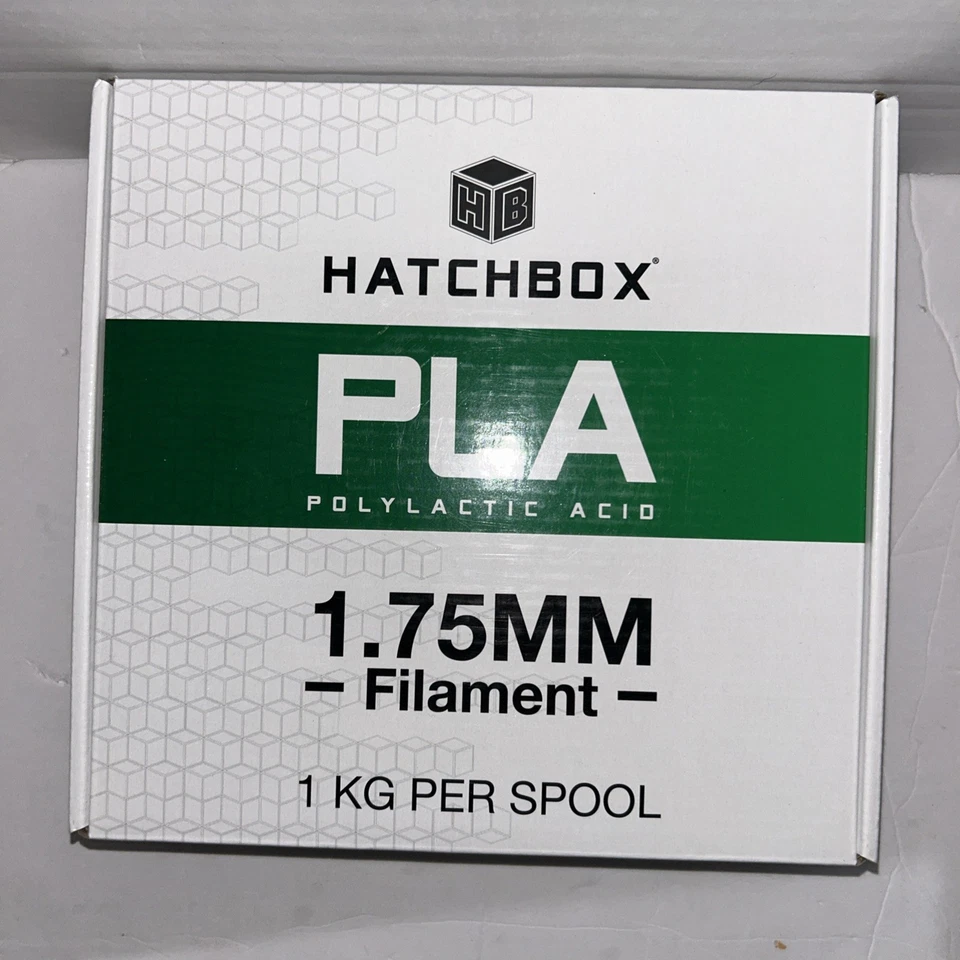 HB
HATCHBOX®
PLA
POLYLACTIC ACID
1.75MM
- Filament -
1 KG PER SPOOL